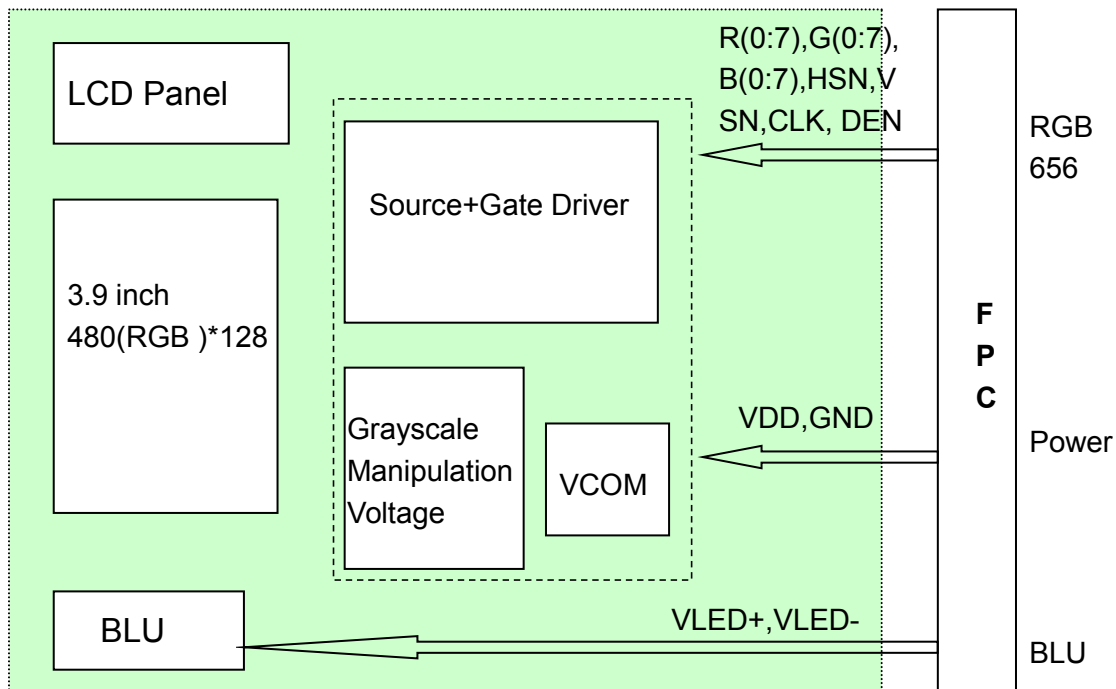 LCD Panel
3.9 inch
480(RGB )*128
BLU
Source+Gate Driver
Grayscale
Manipulation
Voltage
VCOM
R(0:7),G(0:7),
B(0:7),HSN,V
SN,CLK, DEN
VDD,GND
VLED+,VLED-
F
P
C
RGB
656
Power
BLU